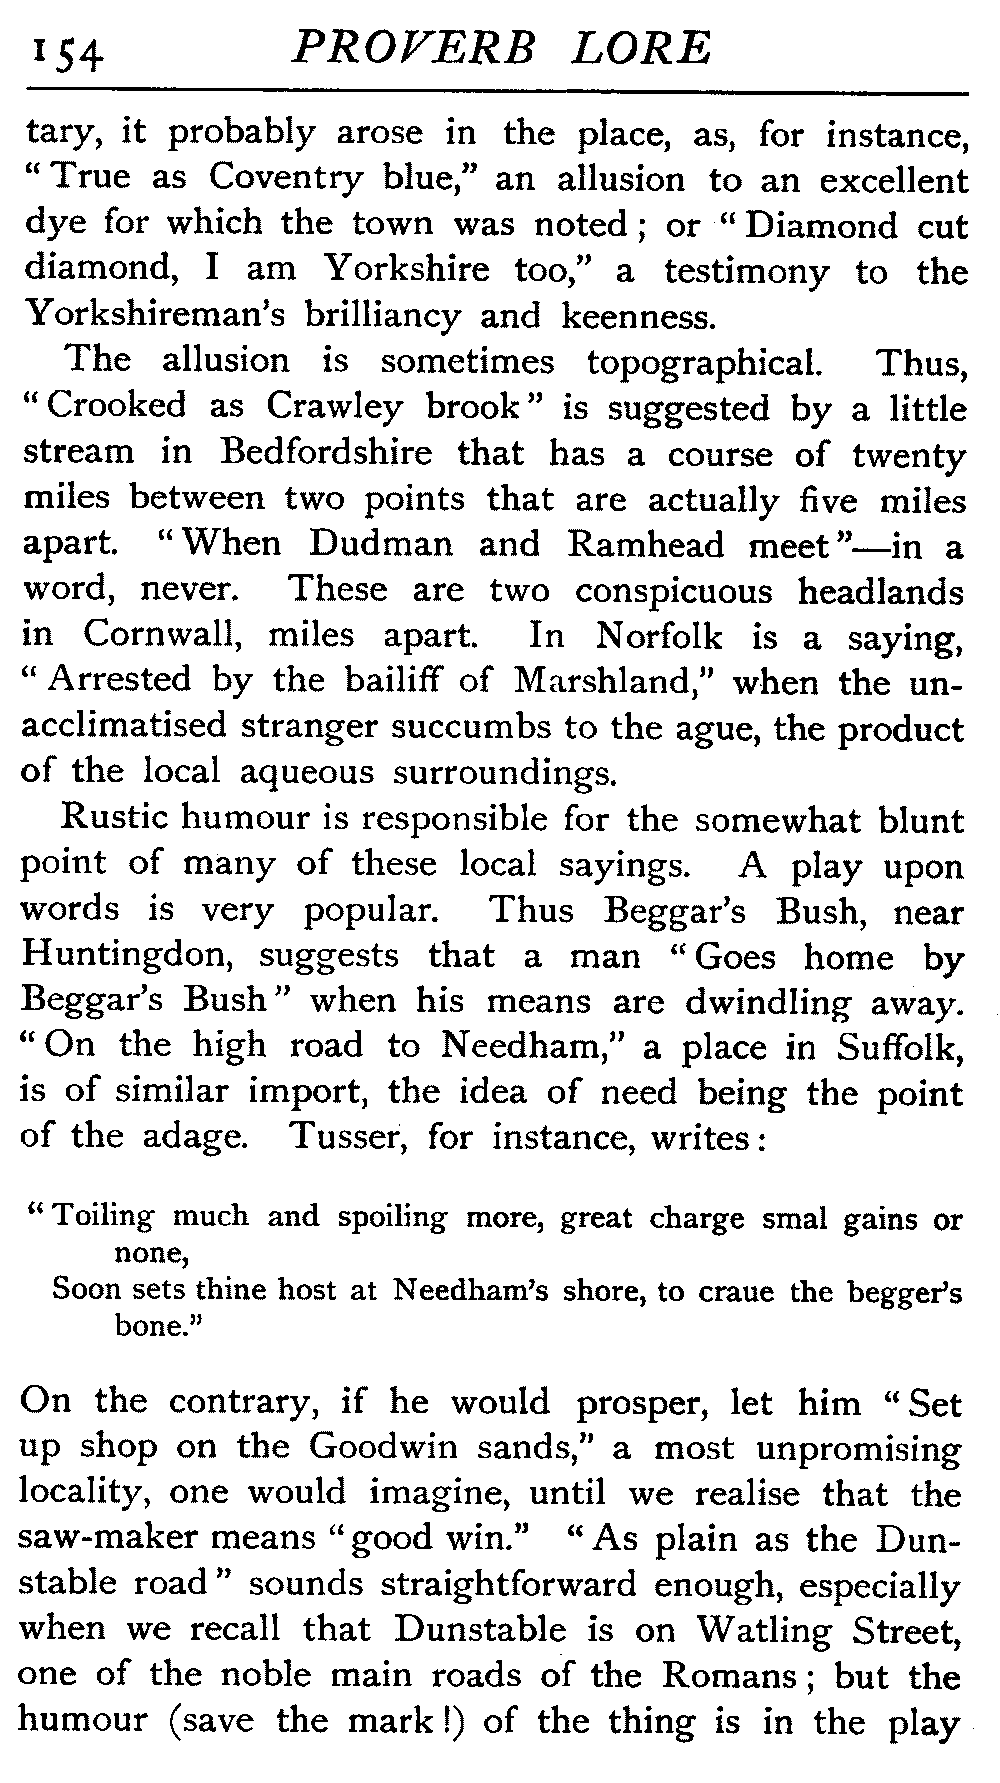 154 PROVERB LORE
tary, it probably arose in the place, as, for instance,
“True as Coventry blue,” an allusion to an excellent
dye for which the town was noted; or “Diamond cut
diamond, I am Yorkshire too,” a testimony to the
Yorkshireman's brilliancy and keenness.
The allusion is sometimes topographical. Thus,
“Crooked as Crawley brook” is suggested by a little
stream in Bedfordshire that has a course of twenty
miles between two points that are actually five miles
apart. “When Dudman and Ramhead meet”—in a
word, never. These are two conspicuous headlands
in Cornwall, miles apart. In Norfolk is a saying,
“Arrested by the bailiff of Marshland,” when the un-
acclimatised stranger succumbs to the ague, the product
of the local aqueous surroundings.
Rustic humour is responsible for the somewhat blunt
point of many of these local sayings. A play upon
words is very popular. Thus Beggar's Bush, near
Huntingdon, suggests that a man “Goes home by
Beggar's Bush” when his means are dwindling away.
“On the high road to Needham,” a place in Suffolk,
is of similar import, the idea of need being the point
of the adage. Tusser, for instance, writes:
“Toiling much and spoiling more, great charge smal gains or
none,
Soon sets thine host at Needham's shore, to craue the begger's
bone.”
On the contrary, if he would prosper, let him “Set
up shop on the Goodwin sands,” a most unpromising
locality, one would imagine, until we realise that the
saw-maker means “good win.” “As plain as the Dun-
stable road” sounds straightforward enough, especially
when we recall that Dunstable is on Watling Street,
one of the noble main roads of the Romans; but the
humour (save the mark!) of the thing is in the play